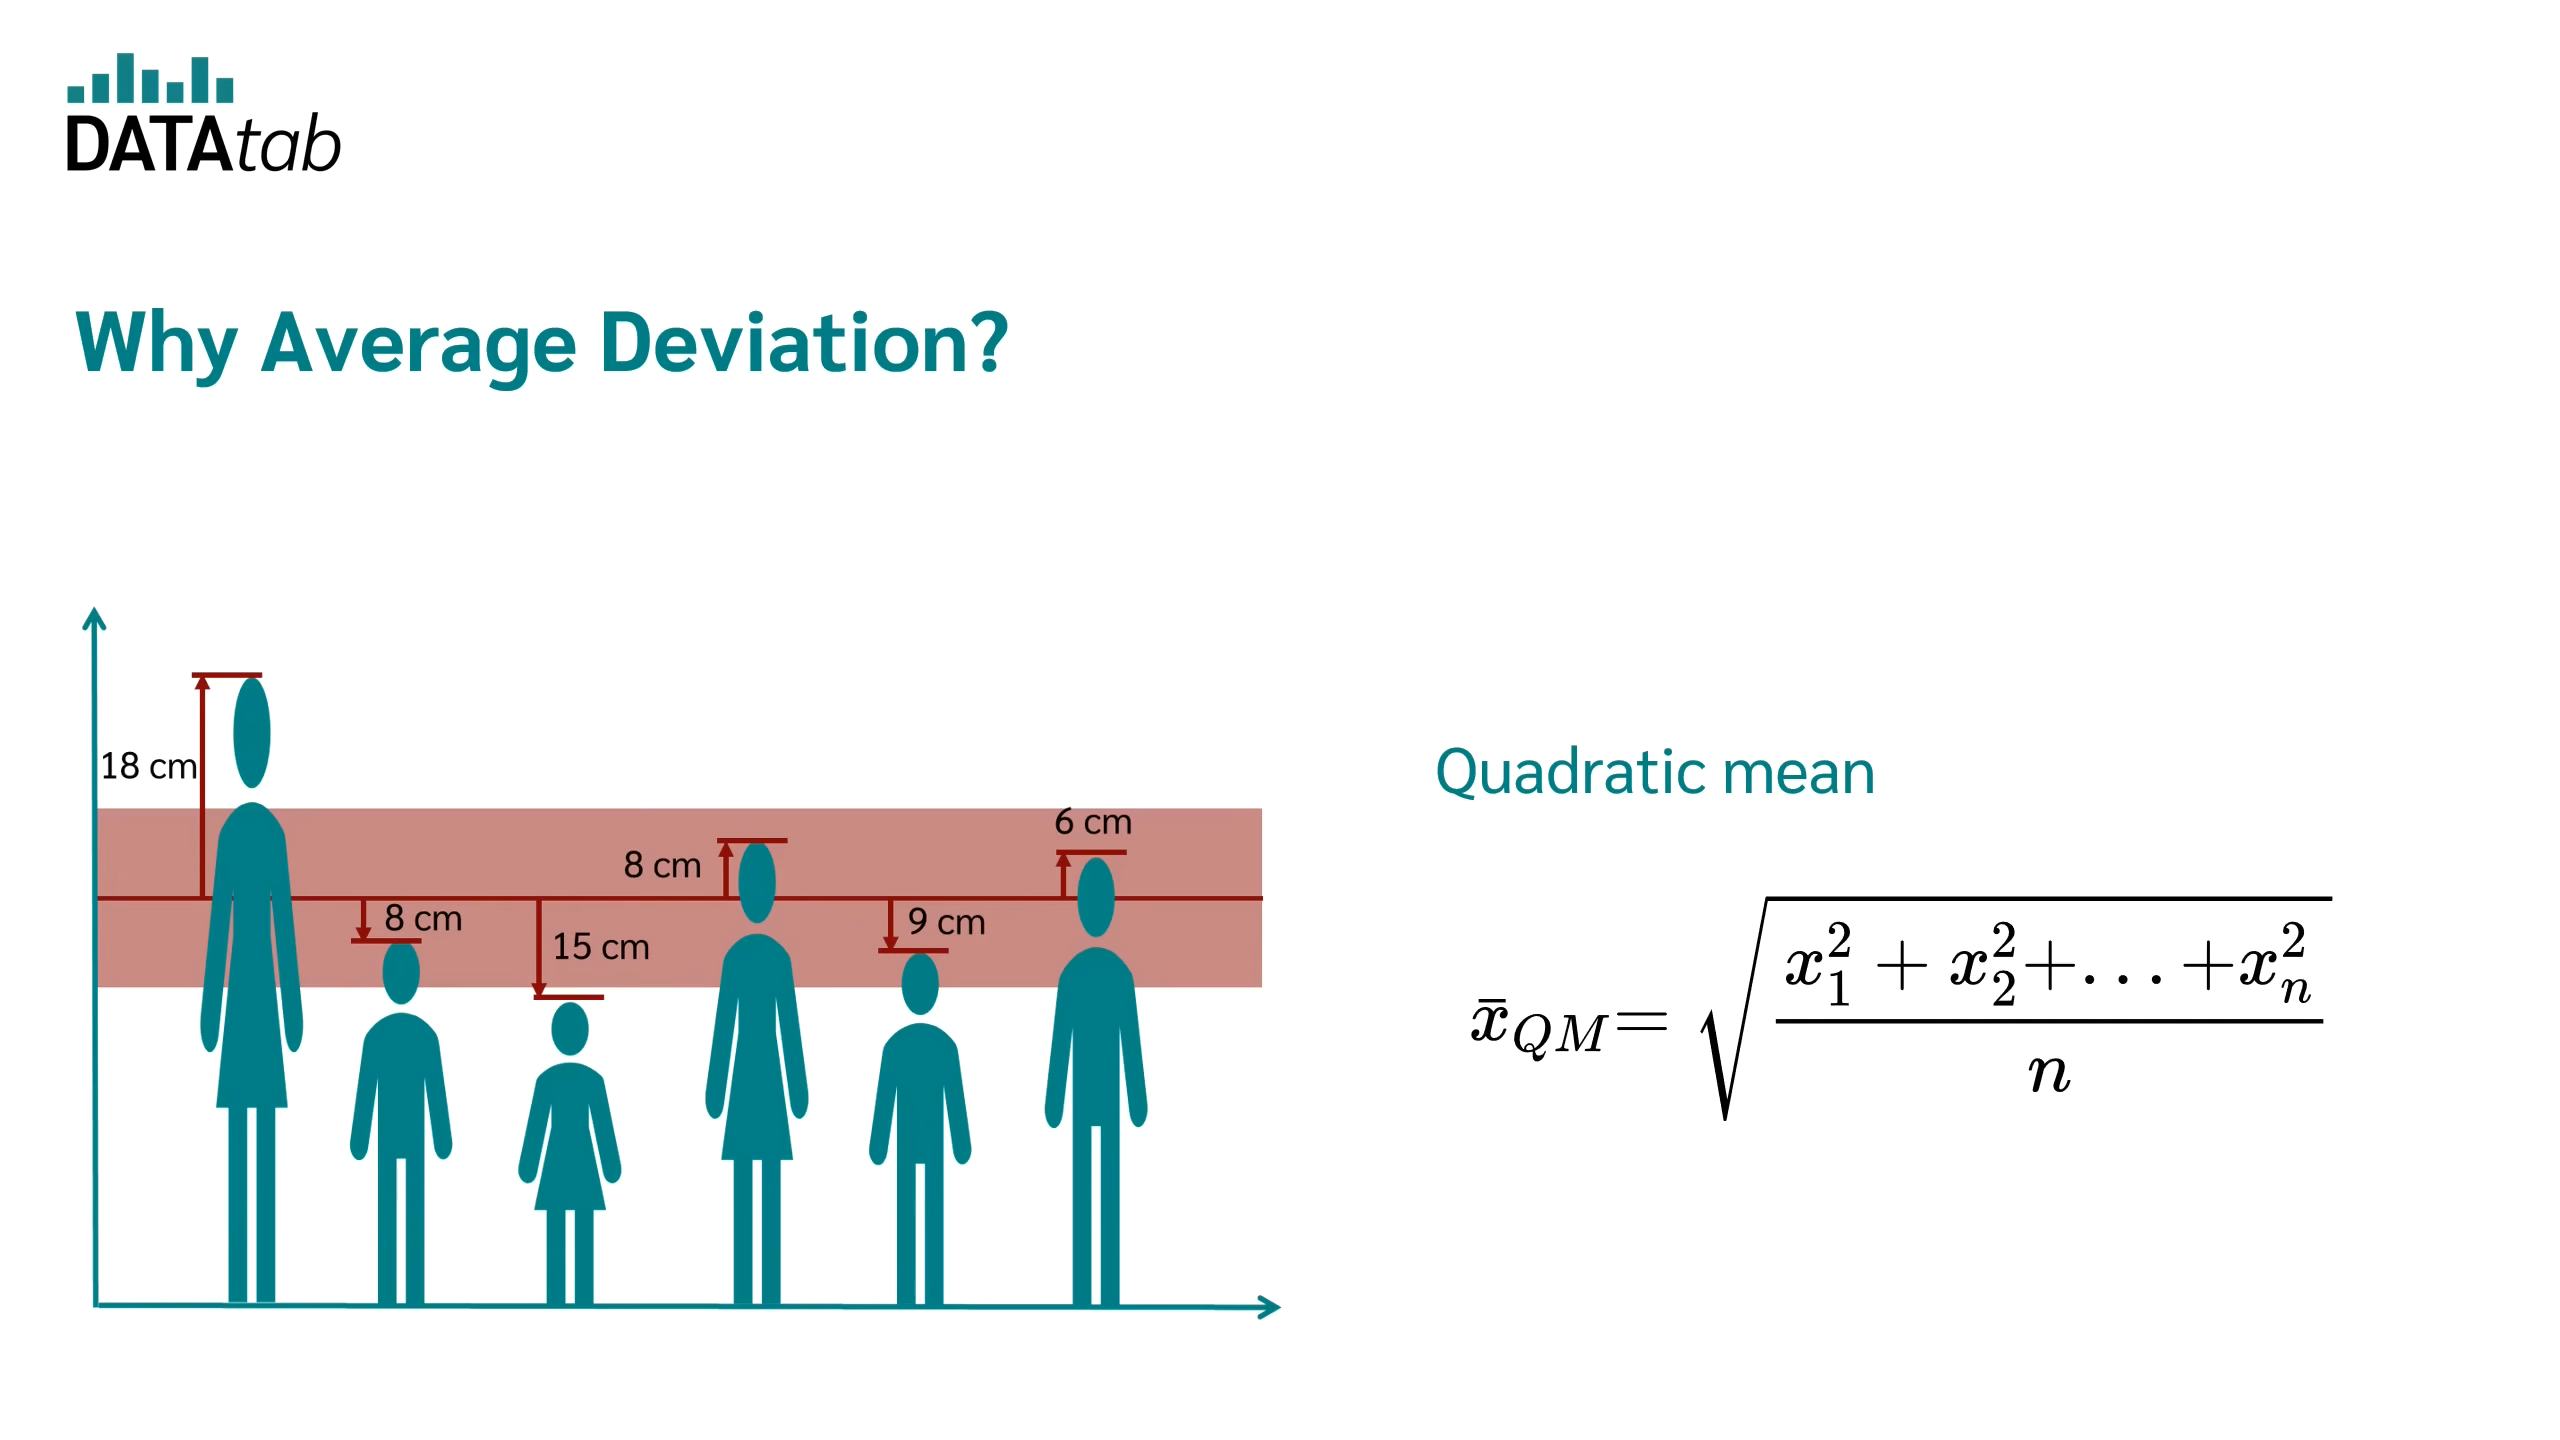 DATAtab
Why Average Deviation?
18 cm
8 cm
15 cm
8 cm
9 cm
6 cm
Quadratic mean
x̄_QM = √((x₁² + x₂² + ... + xₙ²) / n)